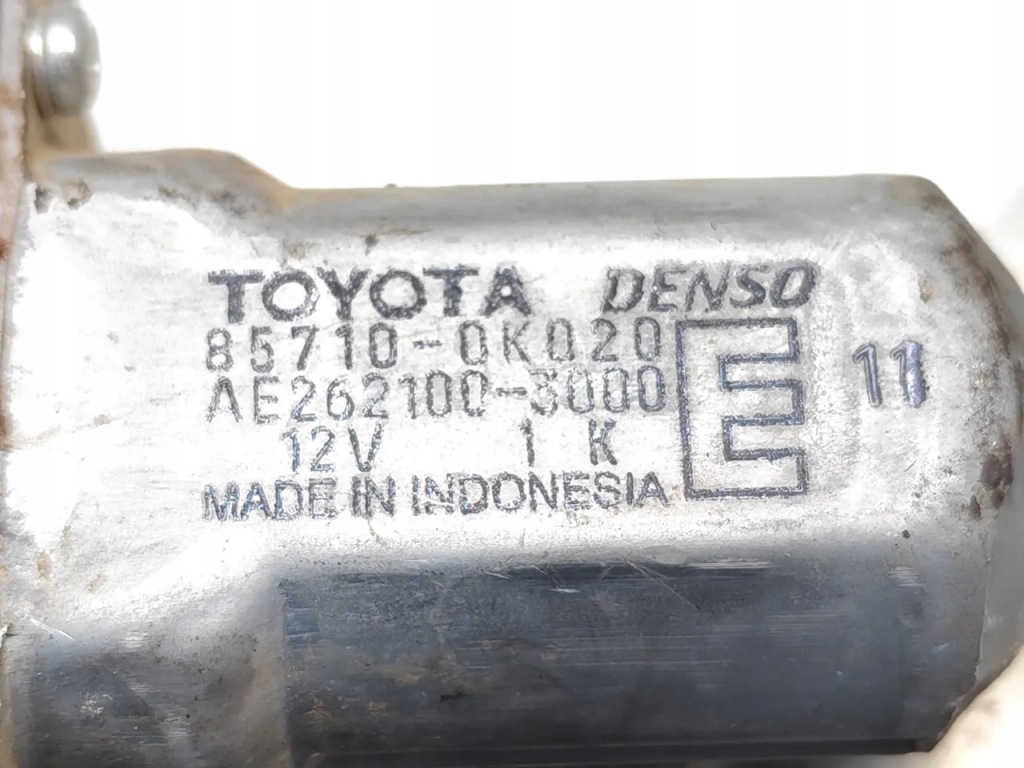 TOYOTA DENSO
85710-0K020
AE262100-3000
12V 1 K
MADE IN INDONESIA
E
11